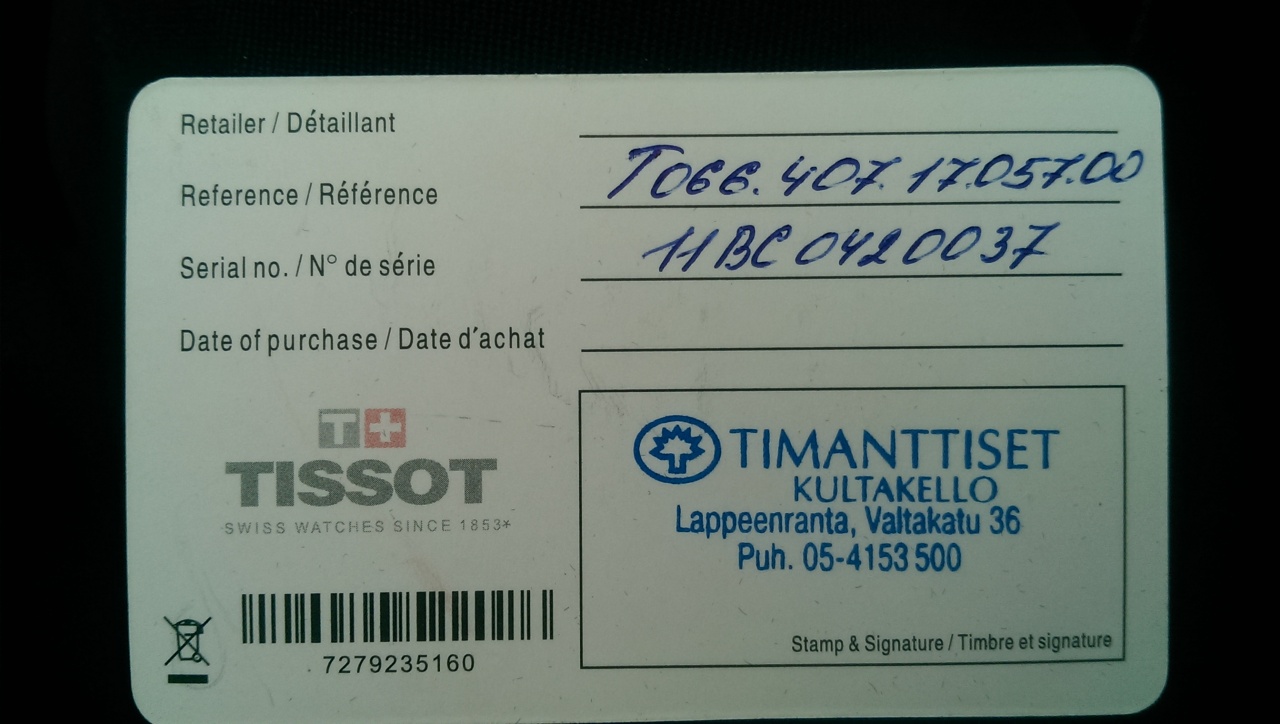 Retailer / Détaillant
Reference / Référence T066.407.17.057.00
Serial no. / N° de série 11BC0420037
Date of purchase / Date d'achat
T+
TISSOT
SWISS WATCHES SINCE 1853*
7279235160
TIMANTTISET
KULTAKELLO
Lappeenranta, Valtakatu 36
Puh. 05-4153 500
Stamp & Signature / Timbre et signature